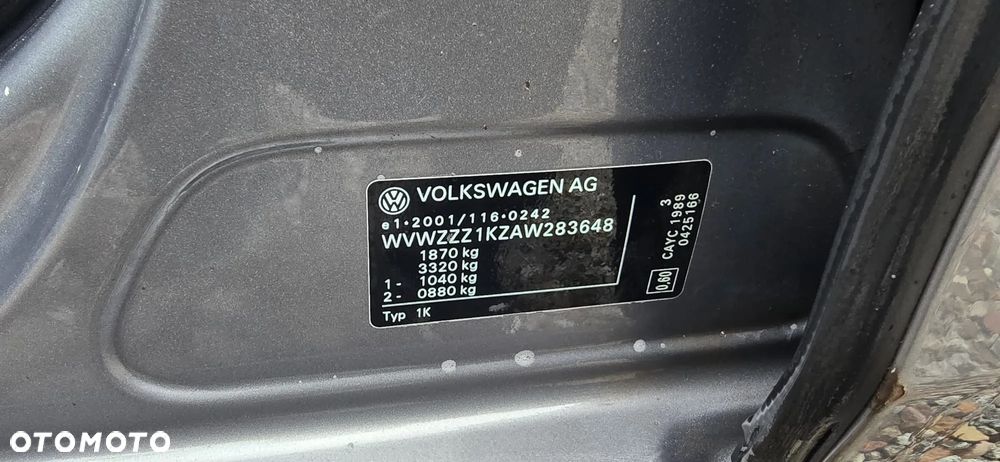 VOLKSWAGEN AG
e1*2001/116*0242
WVWZZZ1KZAW283648
1870 kg
3320 kg
1- 1040 kg
2- 0880 kg
Typ 1K
3
CAYC 1989
0425166
0,60
OTOMOTO